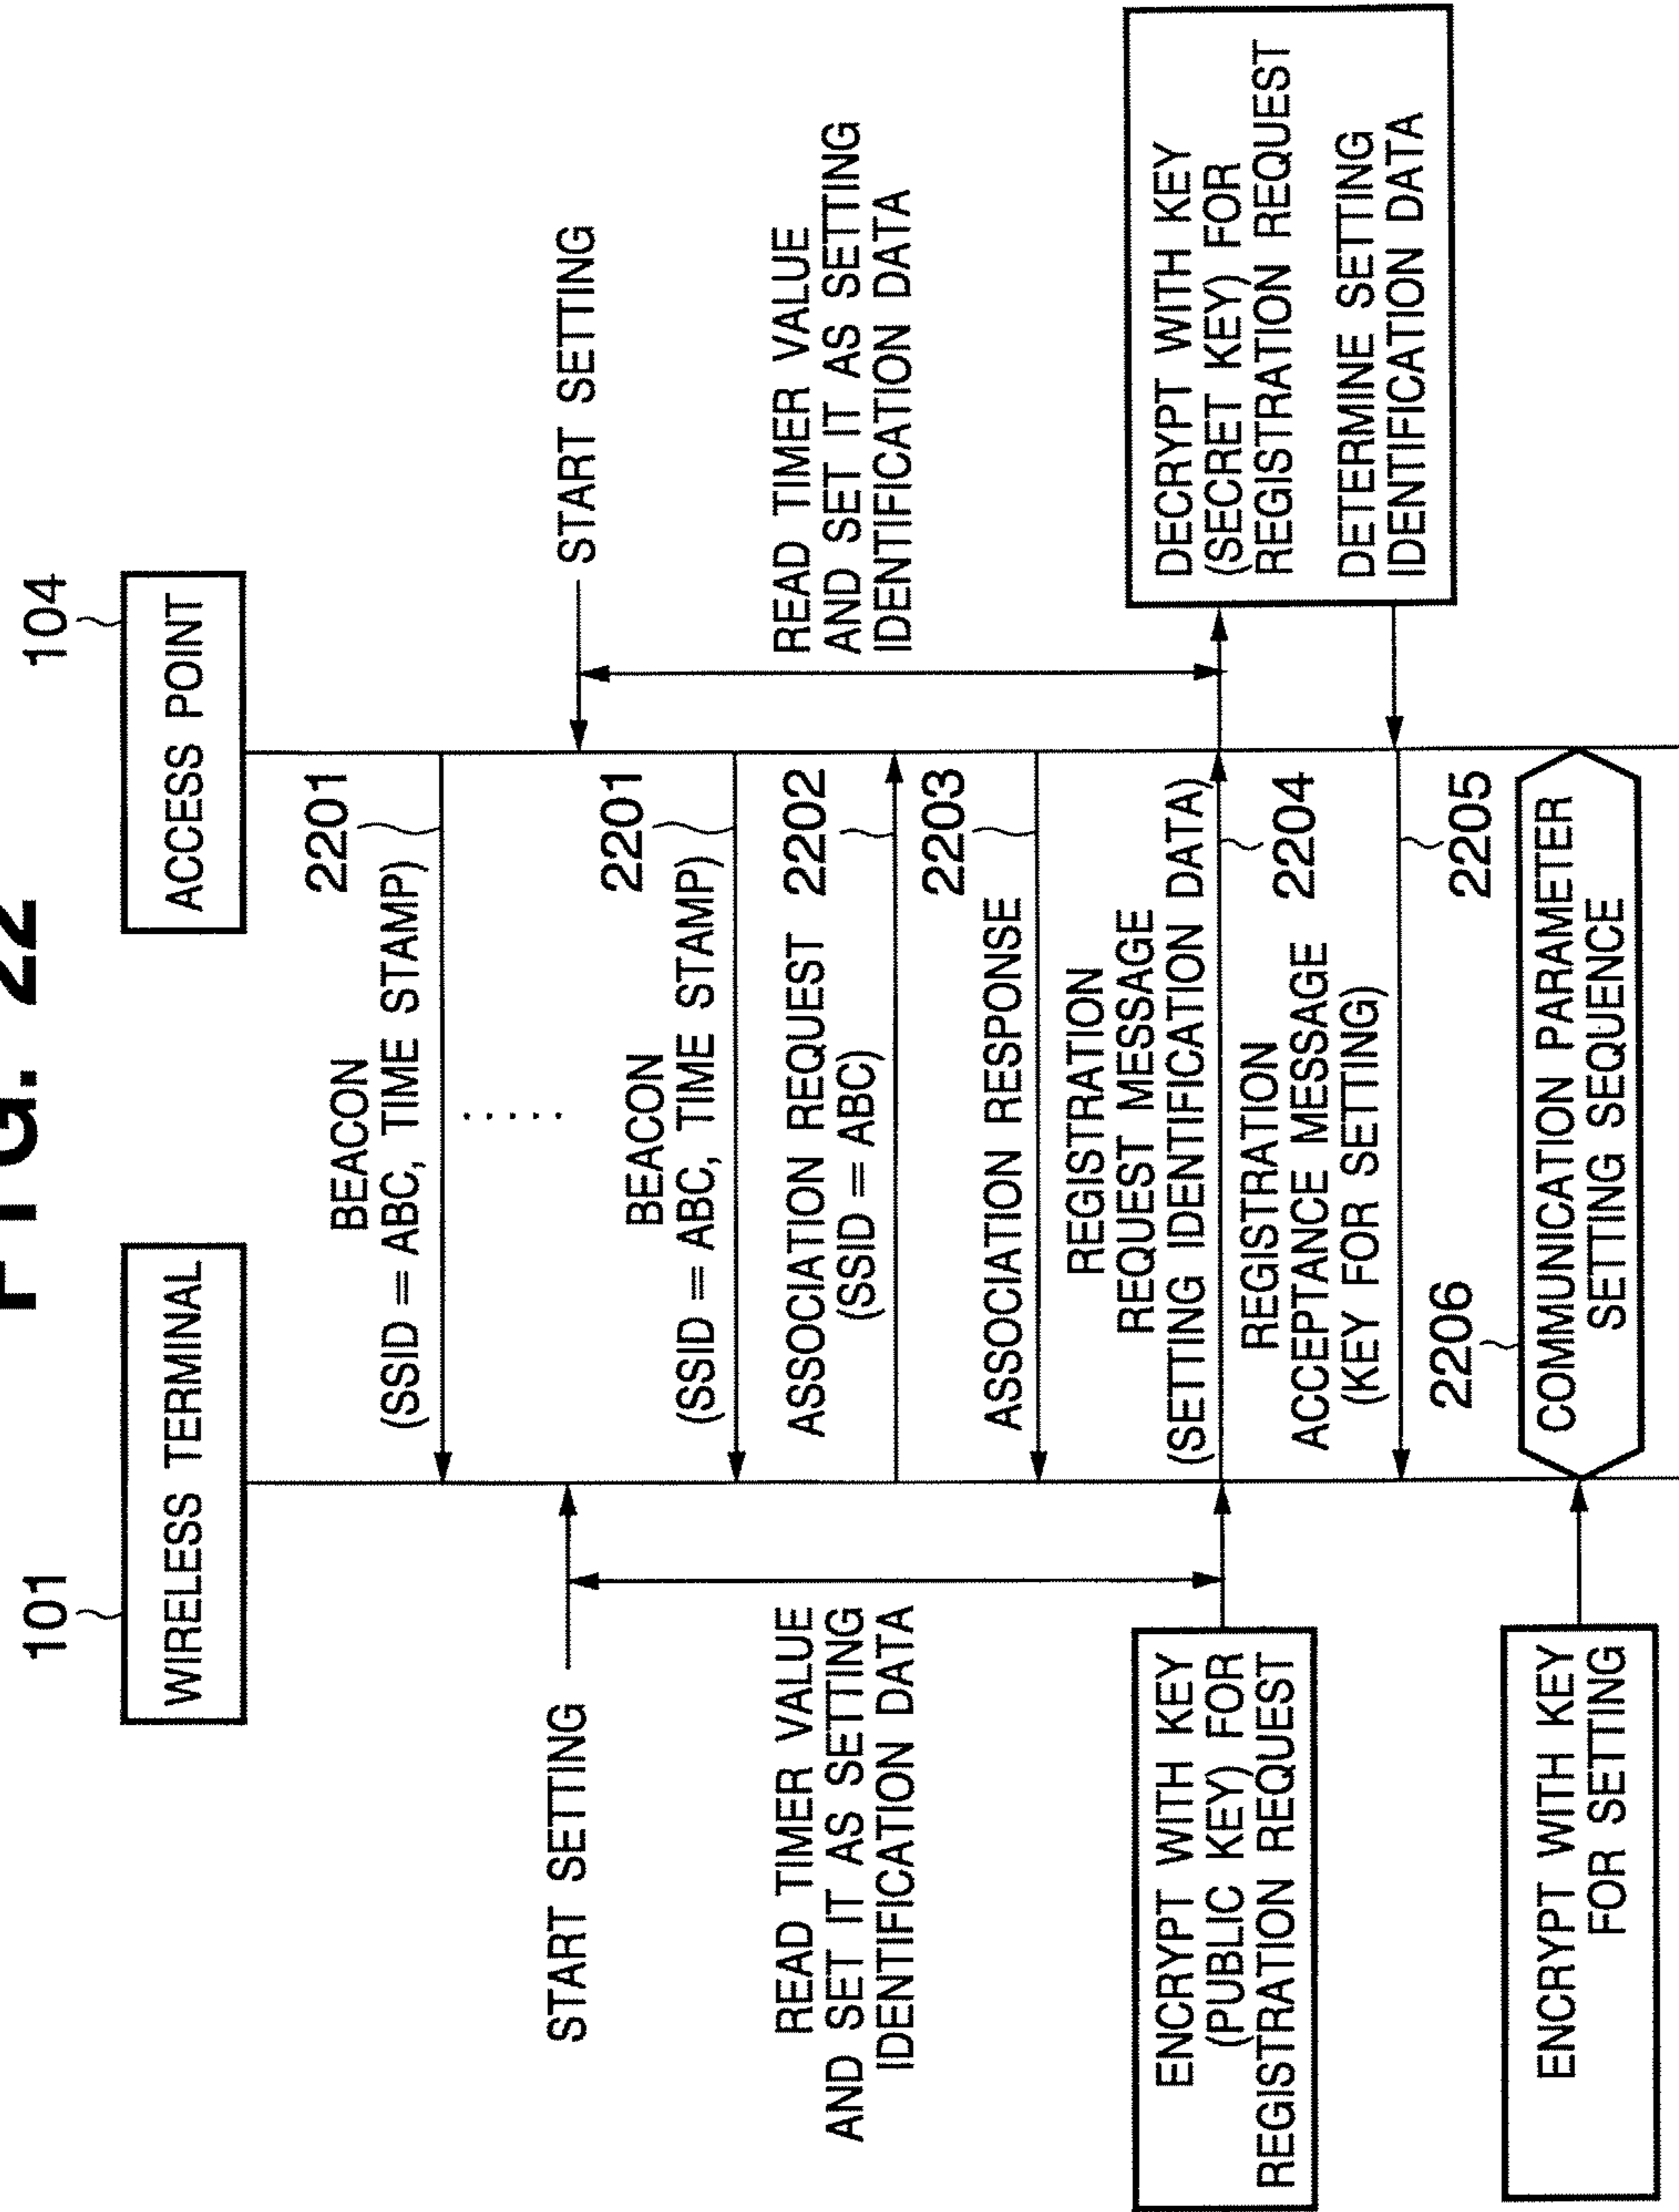 FIG. 22
101
WIRELESS TERMINAL
104
ACCESS POINT
BEACON
(SSID = ABC, TIME STAMP)
2201
. . . . . .
START SETTING
START SETTING
BEACON
(SSID = ABC, TIME STAMP)
2201
READ TIMER VALUE
AND SET IT AS SETTING
IDENTIFICATION DATA
ASSOCIATION REQUEST
(SSID = ABC)
2202
READ TIMER VALUE
AND SET IT AS SETTING
IDENTIFICATION DATA
ASSOCIATION RESPONSE
2203
REGISTRATION
REQUEST MESSAGE
(SETTING IDENTIFICATION DATA)
2204
ENCRYPT WITH KEY
(PUBLIC KEY) FOR
REGISTRATION REQUEST
DECRYPT WITH KEY
(SECRET KEY) FOR
REGISTRATION REQUEST
DETERMINE SETTING
IDENTIFICATION DATA
REGISTRATION
ACCEPTANCE MESSAGE
(KEY FOR SETTING)
2205
2206
ENCRYPT WITH KEY
FOR SETTING
COMMUNICATION PARAMETER
SETTING SEQUENCE